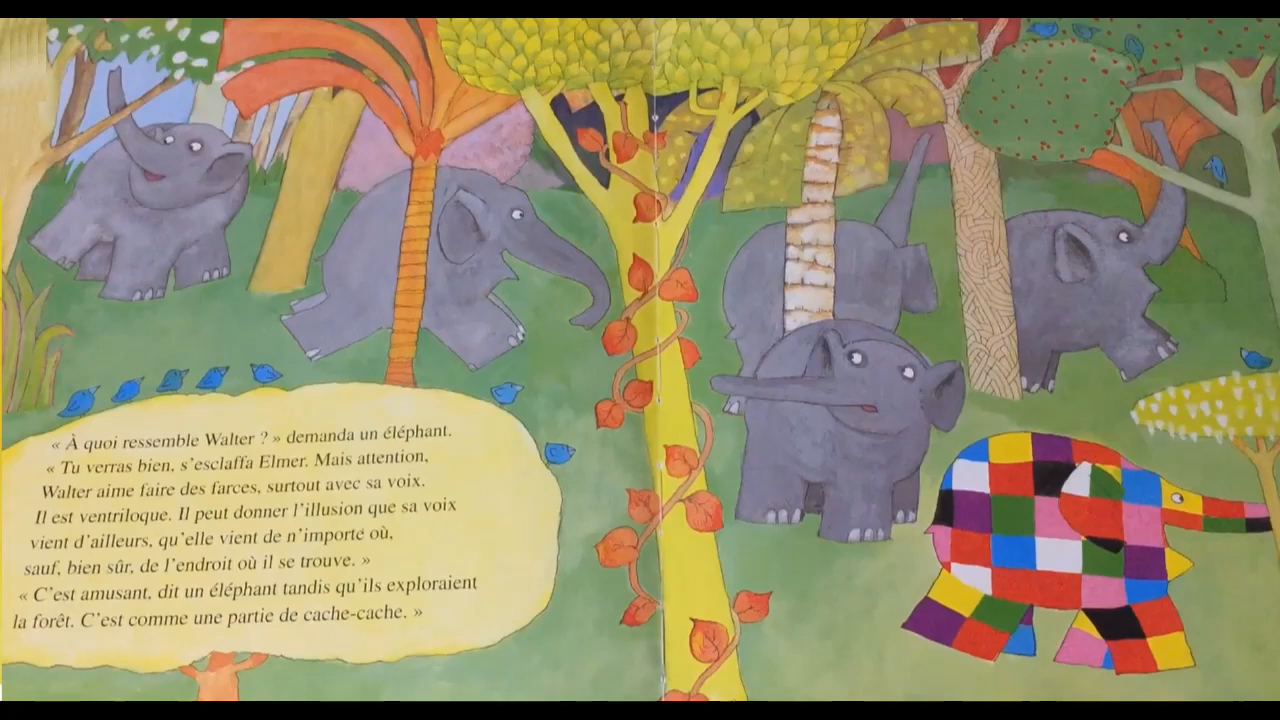 « À quoi ressemble Walter ? » demanda un éléphant.
« Tu verras bien, s'esclaffa Elmer. Mais attention,
Walter aime faire des farces, surtout avec sa voix.
Il est ventriloque. Il peut donner l'illusion que sa voix
vient d'ailleurs, qu'elle vient de n'importe où,
sauf, bien sûr, de l'endroit où il se trouve. »
« C'est amusant, dit un éléphant tandis qu'ils exploraient
la forêt. C'est comme une partie de cache-cache. »